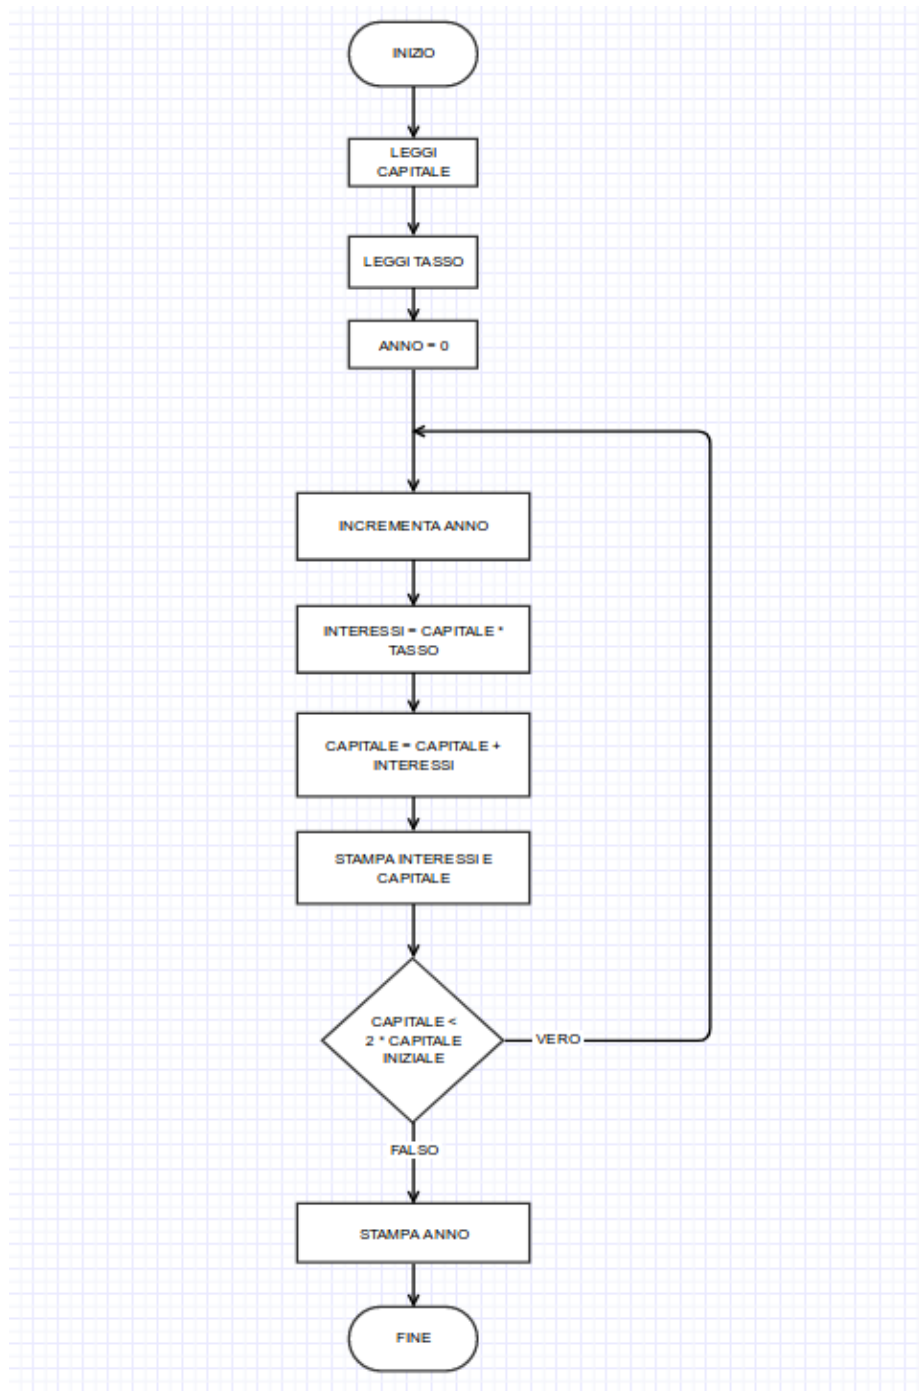 INIZIO
LEGGI
CAPITALE
LEGGI TASSO
ANNO = 0
INCREMENTA ANNO
INTERESSI = CAPITALE *
TASSO
CAPITALE = CAPITALE +
INTERESSI
STAMPA INTERESSI E
CAPITALE
CAPITALE <
2 * CAPITALE
INIZIALE
VERO
FALSO
STAMPA ANNO
FINE